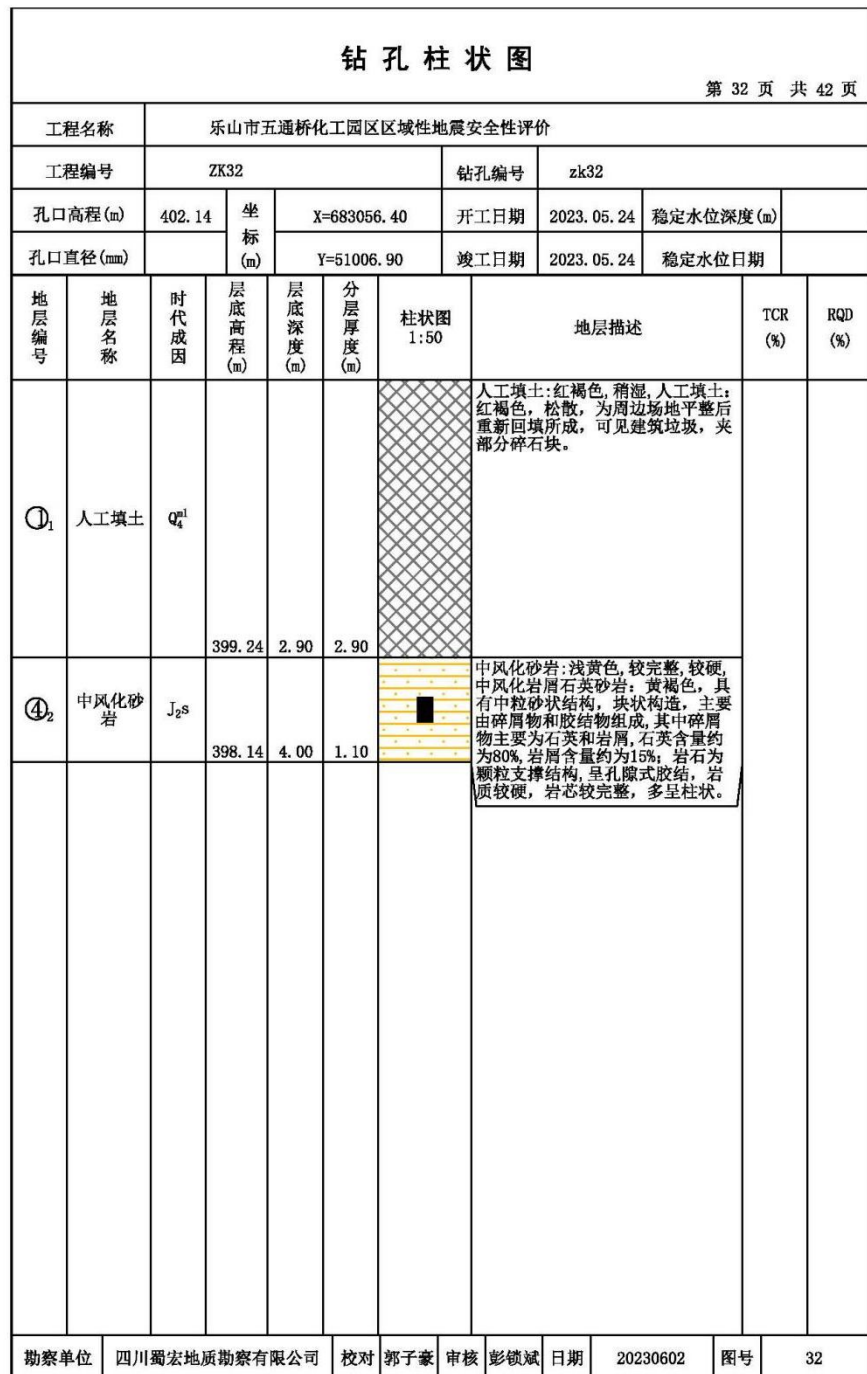 钻孔柱状图
第 32 页 共 42 页
工程名称 乐山市五通桥化工园区区域性地震安全性评价
工程编号 ZK32 钻孔编号 zk32
孔口高程(m) 402.14 坐标(m) X=683056.40 开工日期 2023.05.24 稳定水位深度(m)
孔口直径(mm) Y=51006.90 竣工日期 2023.05.24 稳定水位日期
地层编号 地层名称 时代成因 层底高程(m) 层底深度(m) 分层厚度(m) 柱状图 1:50 地层描述 TCR (%) RQD (%)
①₁ 人工填土 Q₄ᵐˡ 399.24 2.90 2.90
人工填土:红褐色,稍湿,人工填土:
红褐色，松散，为周边场地平整后
重新回填所成，可见建筑垃圾，夹
部分碎石块。
④₂ 中风化砂岩 J₂s 398.14 4.00 1.10
中风化砂岩:浅黄色,较完整,较硬,
中风化岩屑石英砂岩：黄褐色，具
有中粒砂状结构，块状构造，主要
由碎屑物和胶结物组成,其中碎屑
物主要为石英和岩屑,石英含量约
为80%,岩屑含量约为15%；岩石为
颗粒支撑结构,呈孔隙式胶结，岩
质较硬，岩芯较完整，多呈柱状。
勘察单位 四川蜀宏地质勘察有限公司 校对 郭子豪 审核 彭锁斌 日期 20230602 图号 32